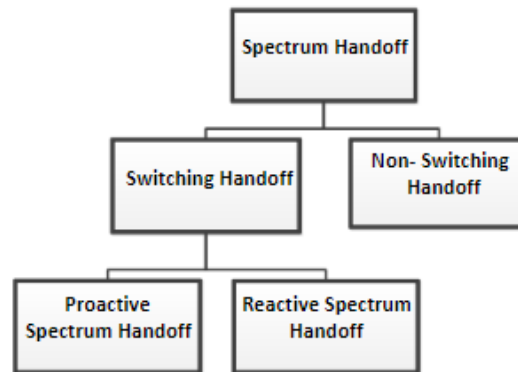 Spectrum Handoff
Switching Handoff
Non- Switching
Handoff
Proactive
Spectrum Handoff
Reactive Spectrum
Handoff